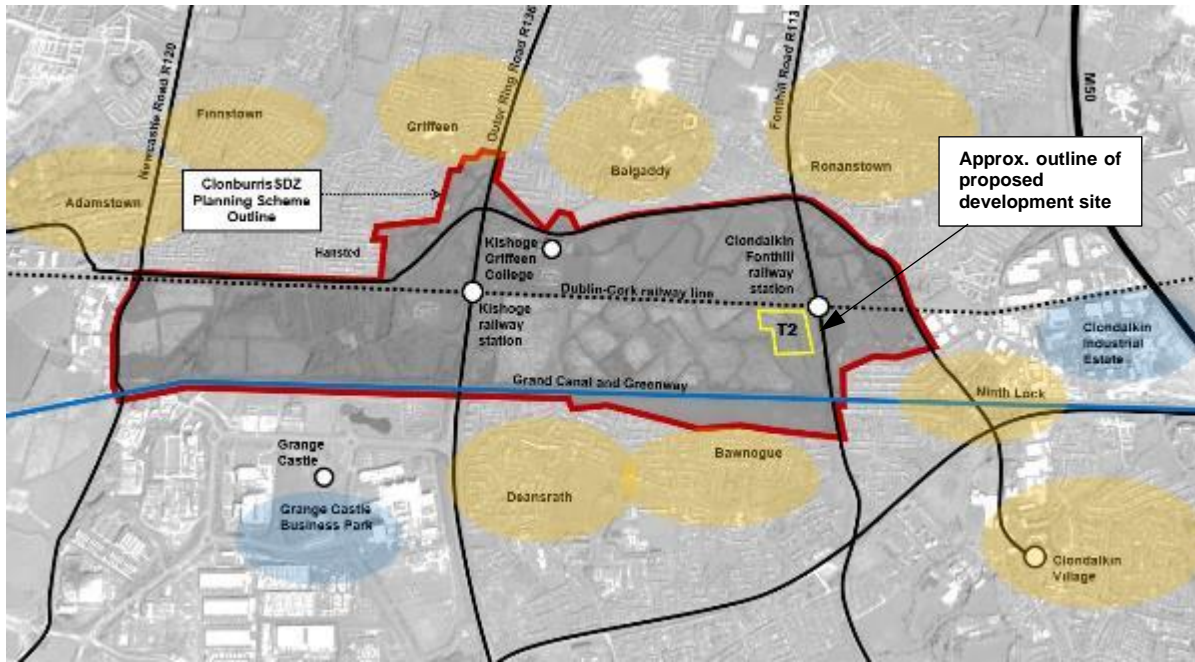 Newcastle Road R120
Outer Ring Road R136
Fonthill Road R113
M50
Finnstown
Griffeen
Balgaddy
Ronanstown
Approx. outline of
proposed
development site
Clonburris SDZ
Planning Scheme
Outline
Adamstown
Hansted
Kishoge
Griffeen
College
Clondalkin
Fonthill
railway
station
Dublin-Cork railway line
Kishoge
railway
station
T2
Clondalkin
Industrial
Estate
Grand Canal and Greenway
Ninth Lock
Grange
Castle
Bawnogue
Deansrath
Grange Castle
Business Park
Clondalkin
Village